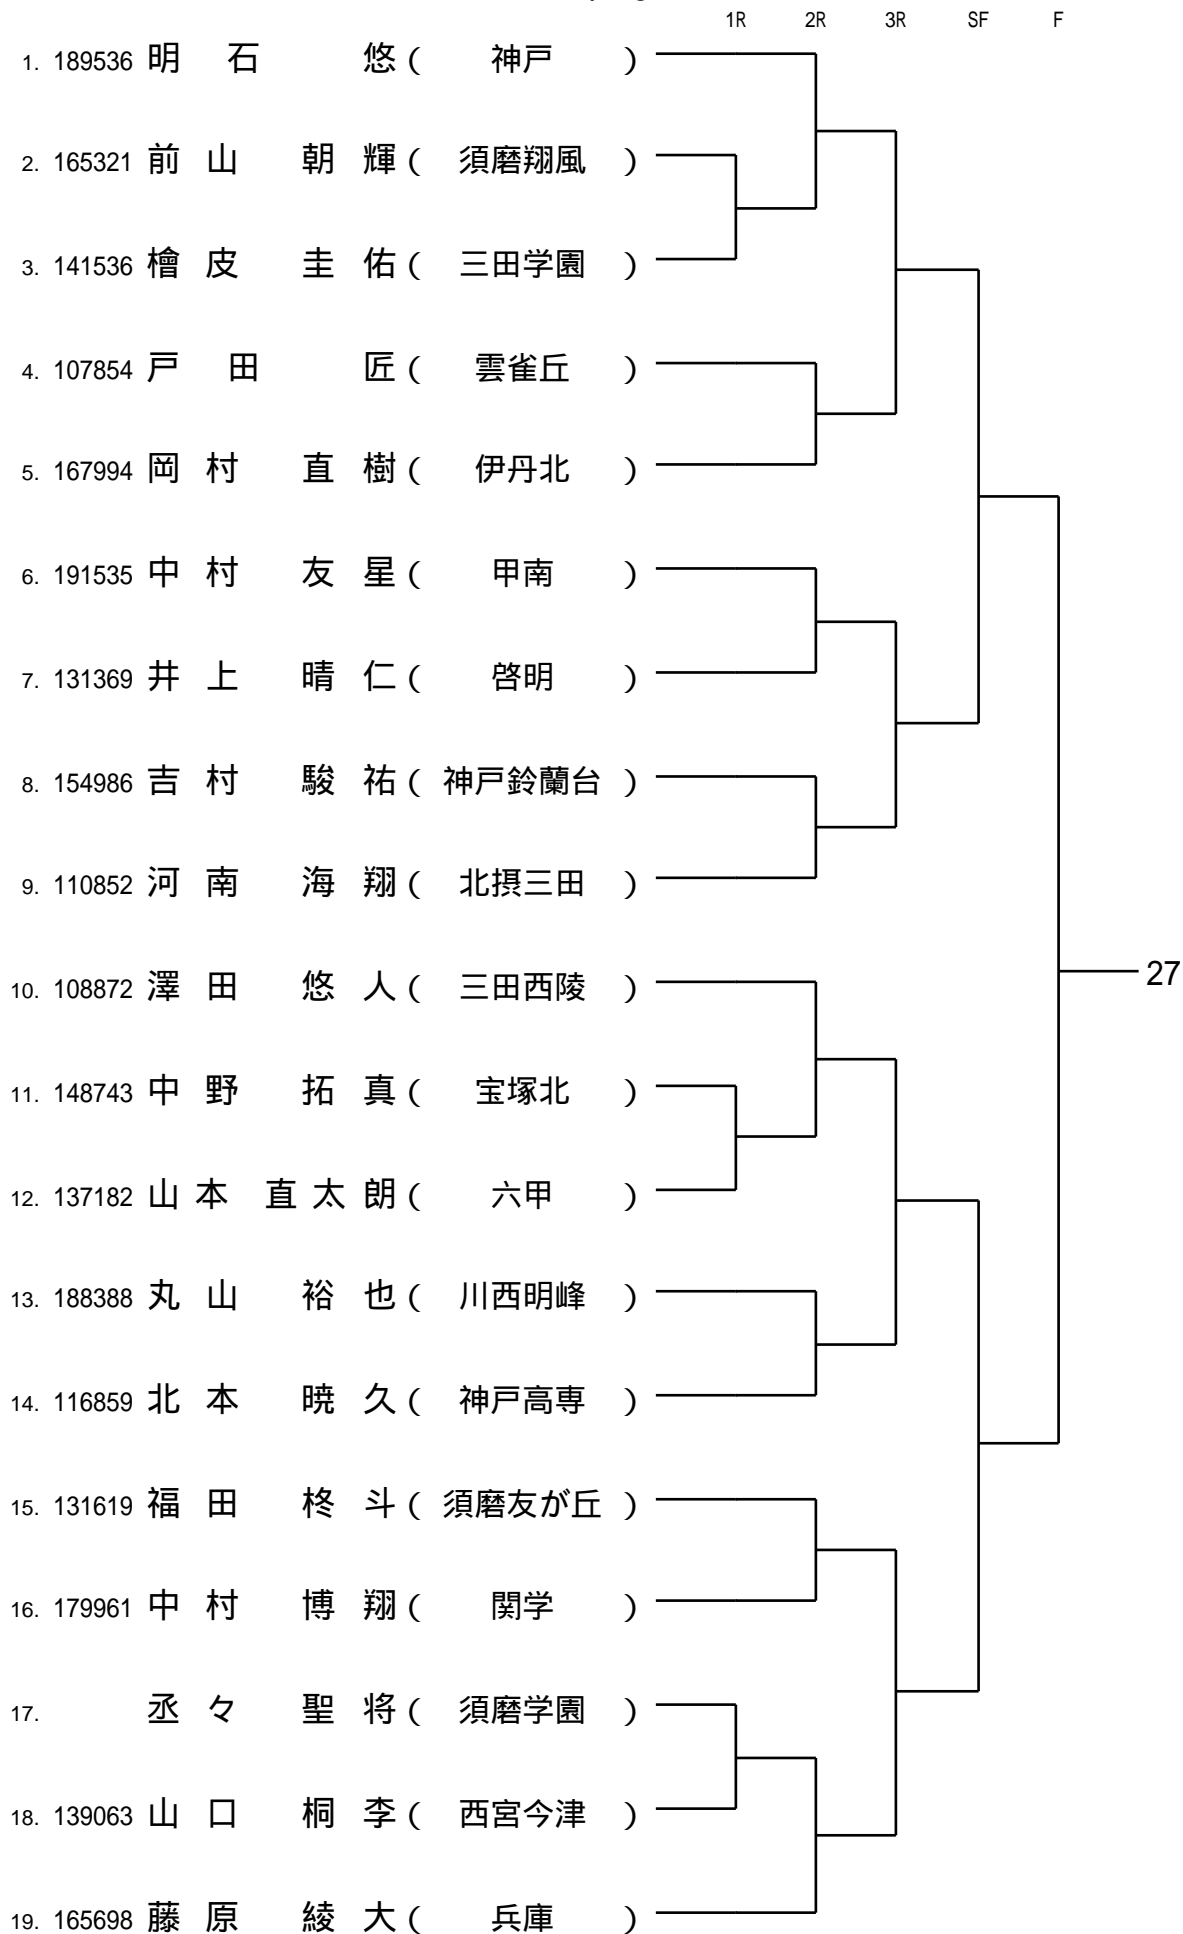 1R 2R 3R SF F
1. 189536 明 石 悠 ( 神戸 )
2. 165321 前 山 朝 輝 ( 須磨翔風 )
3. 141536 檜 皮 圭 佑 ( 三田学園 )
4. 107854 戸 田 匠 ( 雲雀丘 )
5. 167994 岡 村 直 樹 ( 伊丹北 )
6. 191535 中 村 友 星 ( 甲南 )
7. 131369 井 上 晴 仁 ( 啓明 )
8. 154986 吉 村 駿 祐 ( 神戸鈴蘭台 )
9. 110852 河 南 海 翔 ( 北摂三田 )
10. 108872 澤 田 悠 人 ( 三田西陵 )
27
11. 148743 中 野 拓 真 ( 宝塚北 )
12. 137182 山 本 直 太 朗 ( 六甲 )
13. 188388 丸 山 裕 也 ( 川西明峰 )
14. 116859 北 本 暁 久 ( 神戸高専 )
15. 131619 福 田 柊 斗 ( 須磨友が丘 )
16. 179961 中 村 博 翔 ( 関学 )
17. 丞 々 聖 将 ( 須磨学園 )
18. 139063 山 口 桐 李 ( 西宮今津 )
19. 165698 藤 原 綾 大 ( 兵庫 )